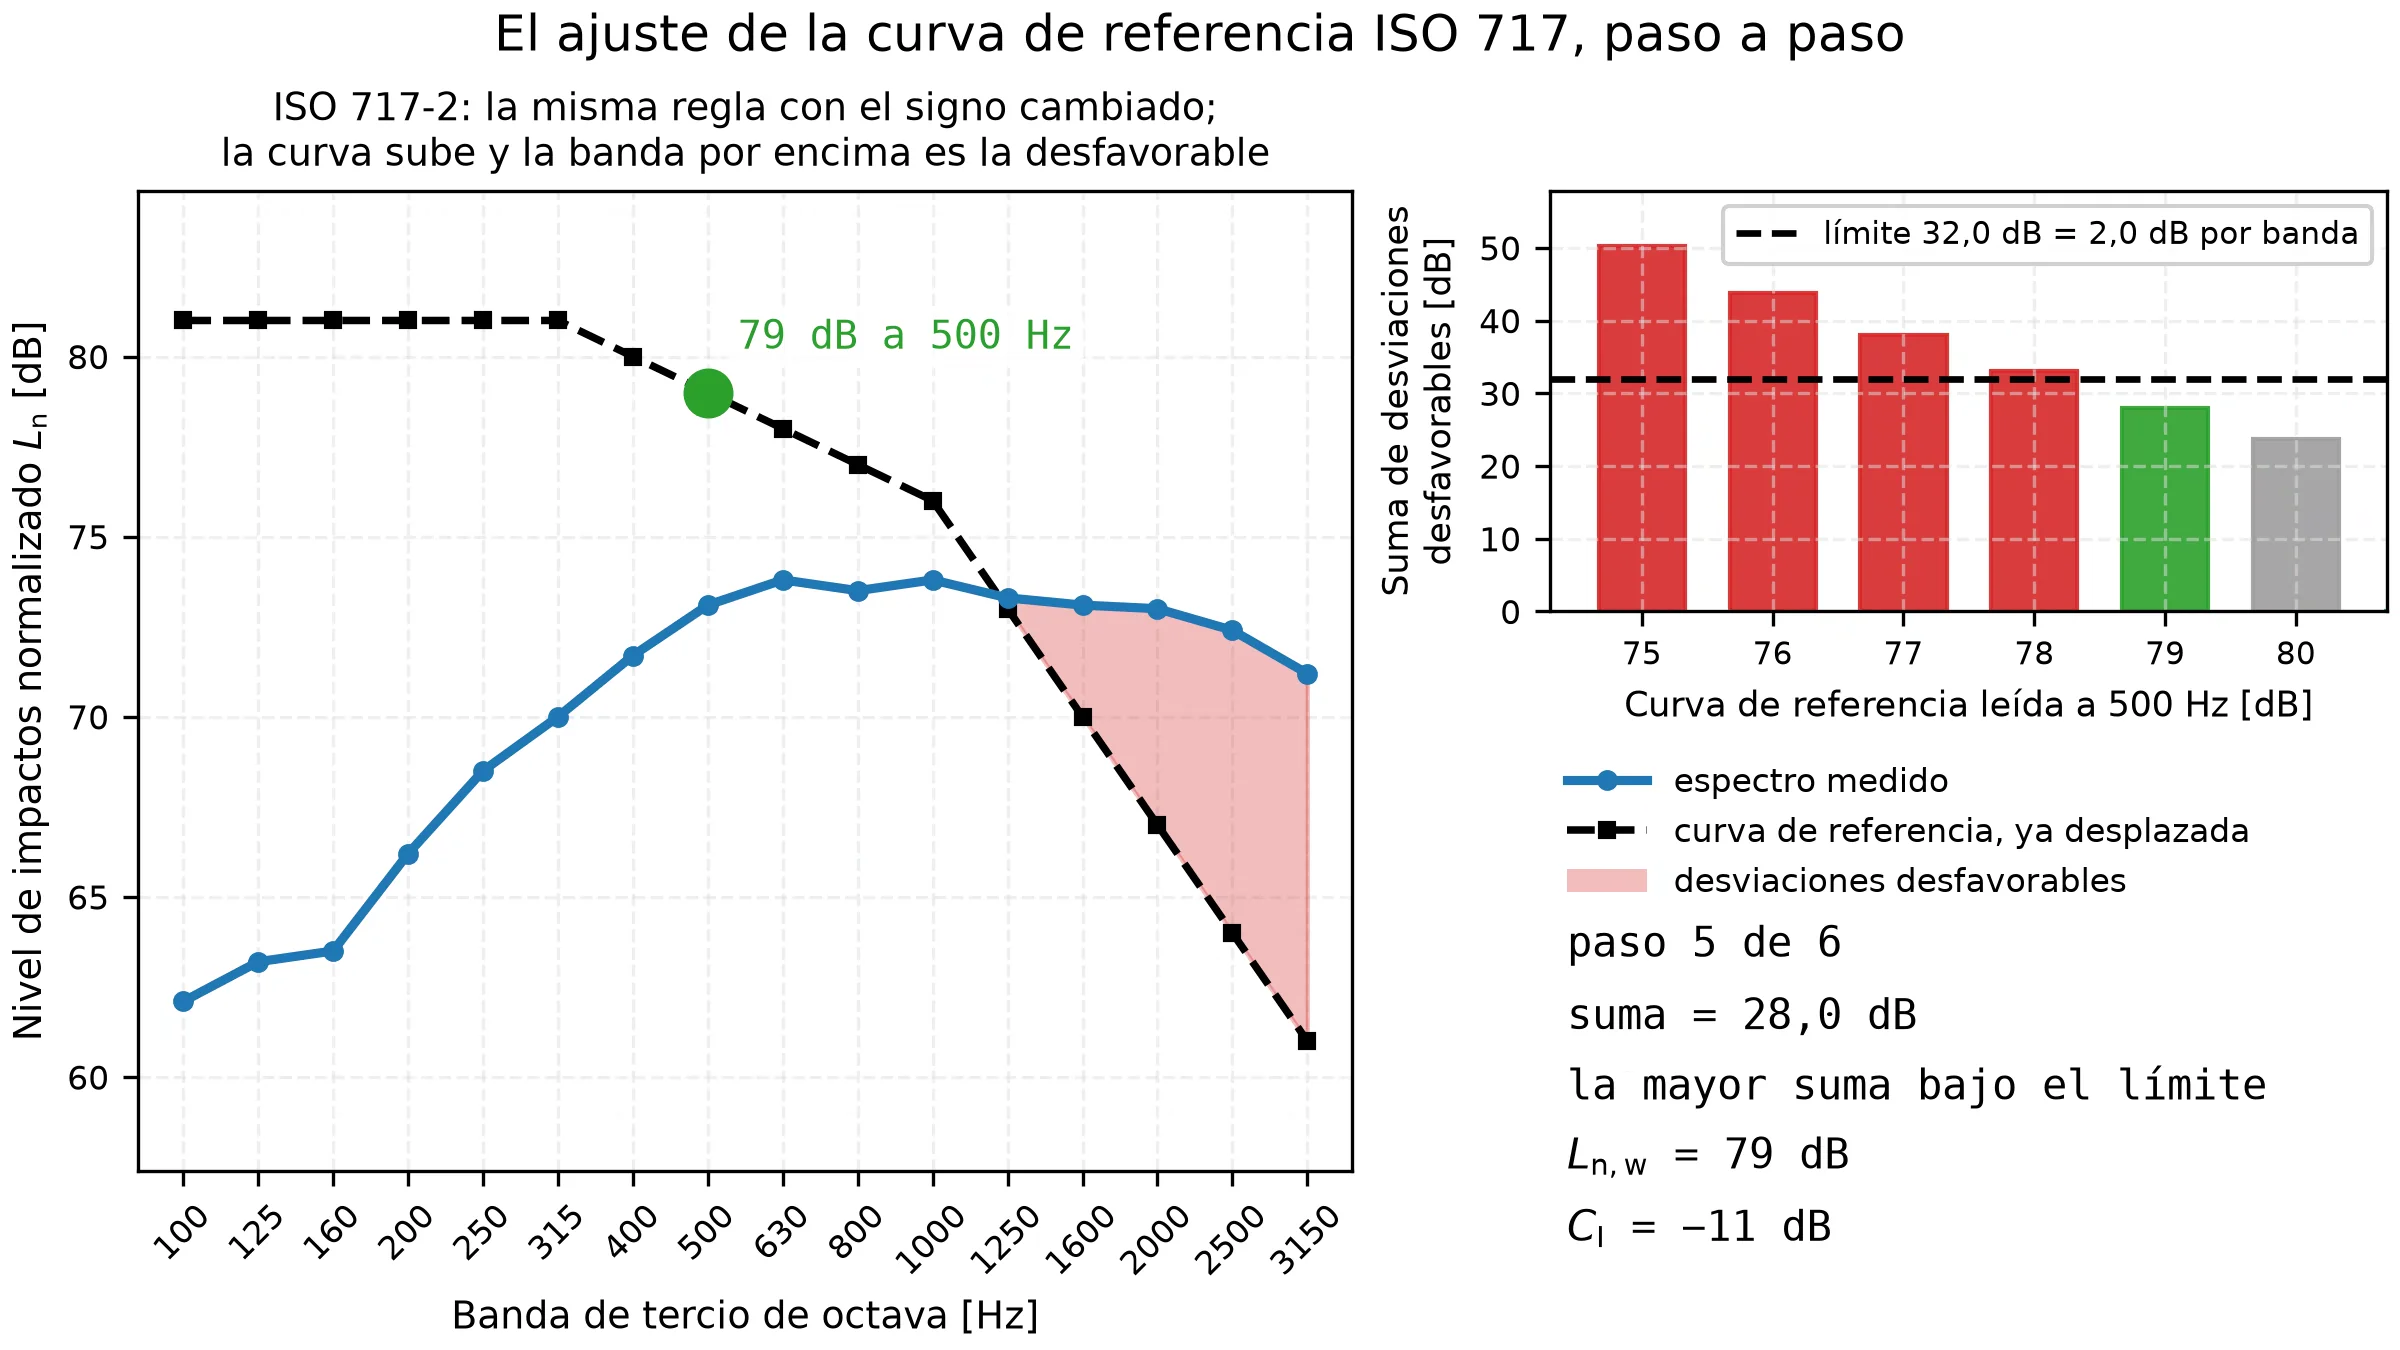 El ajuste de la curva de referencia ISO 717, paso a paso
ISO 717-2: la misma regla con el signo cambiado;
la curva sube y la banda por encima es la desfavorable
Nivel de impactos normalizado Ln [dB]
80
75
70
65
60
79 dB a 500 Hz
100 125 160 200 250 315 400 500 630 800 1000 1250 1600 2000 2500 3150
Banda de tercio de octava [Hz]
Suma de desviaciones
desfavorables [dB]
50
40
30
20
10
0
límite 32,0 dB = 2,0 dB por banda
75 76 77 78 79 80
Curva de referencia leída a 500 Hz [dB]
espectro medido
curva de referencia, ya desplazada
desviaciones desfavorables
paso 5 de 6
suma = 28,0 dB
la mayor suma bajo el límite
Ln,w = 79 dB
CI = −11 dB